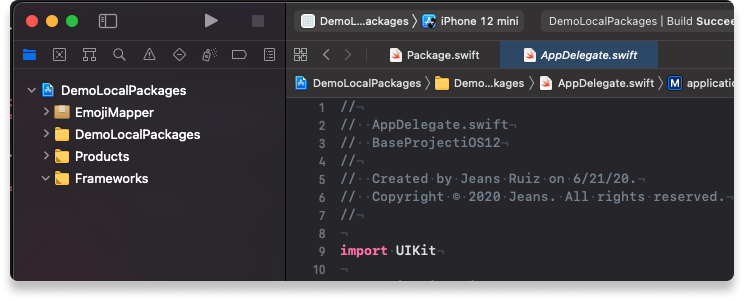 DemoL...ackages 〉 iPhone 12 mini
DemoLocalPackages | Build Succee
Package.swift
AppDelegate.swift
DemoLocalPackages 〉 Demo...kages 〉 AppDelegate.swift 〉 M application
DemoLocalPackages
EmojiMapper
DemoLocalPackages
Products
Frameworks
1 //
2 // AppDelegate.swift
3 // BaseProjectiOS12
4 //
5 // Created by Jeans Ruiz on 6/21/20.
6 // Copyright © 2020 Jeans. All rights reserved.
7 //
8
9 import UIKit
10